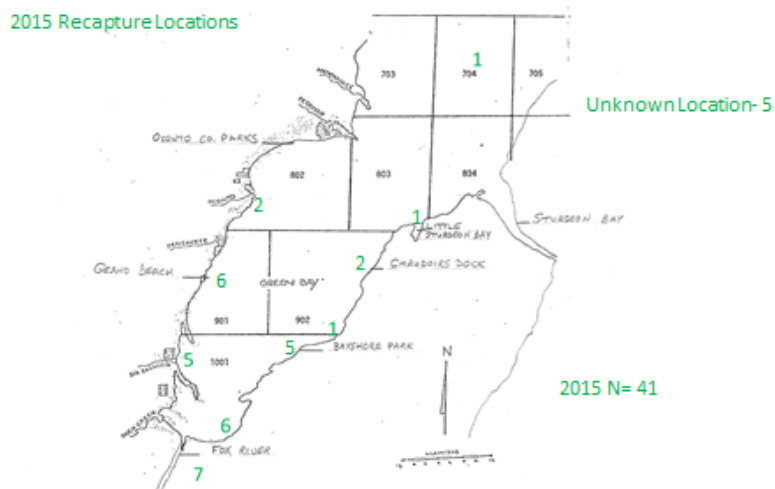 2015 Recapture Locations
1
703
704
705
Unknown Location- 5
OCONTO CO. PARKS
802
803
804
2
1
LITTLE
STURGEON BAY
STURGEON BAY
2
CHAUDOIRS DOCK
GRAND BEACH
6
GREEN BAY
901
902
1
5
BAYSHORE PARK
5
1001
N
2015 N= 41
6
FOX RIVER
7